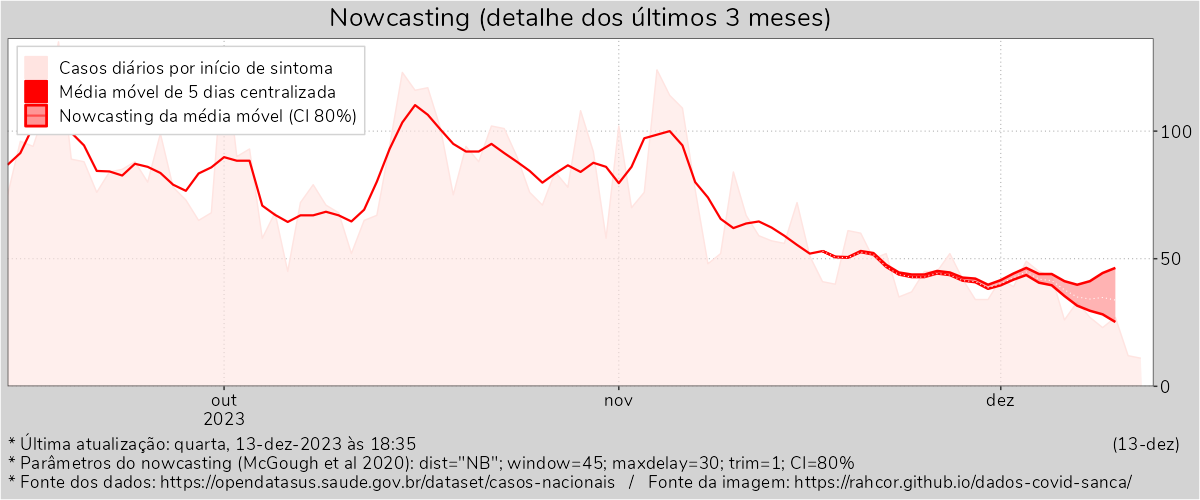 Nowcasting (detalhe dos últimos 3 meses)
Casos diários por início de sintoma
Média móvel de 5 dias centralizada
Nowcasting da média móvel (CI 80%)
100
50
0
out
2023
nov
dez
* Última atualização: quarta, 13-dez-2023 às 18:35
(13-dez)
* Parâmetros do nowcasting (McGough et al 2020): dist="NB"; window=45; maxdelay=30; trim=1; CI=80%
* Fonte dos dados: https://opendatasus.saude.gov.br/dataset/casos-nacionais / Fonte da imagem: https://rahcor.github.io/dados-covid-sanca/